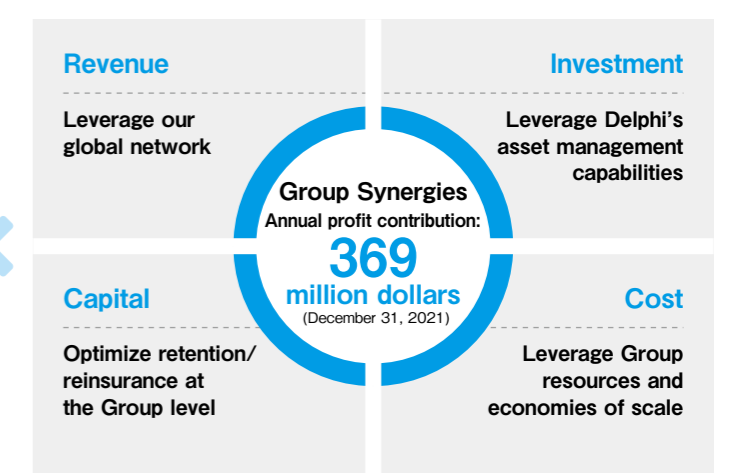 Revenue
Leverage our
global network
Investment
Leverage Delphi’s
asset management
capabilities
Group Synergies
Annual profit contribution:
369
million dollars
(December 31, 2021)
Capital
Optimize retention/
reinsurance at
the Group level
Cost
Leverage Group
resources and
economies of scale